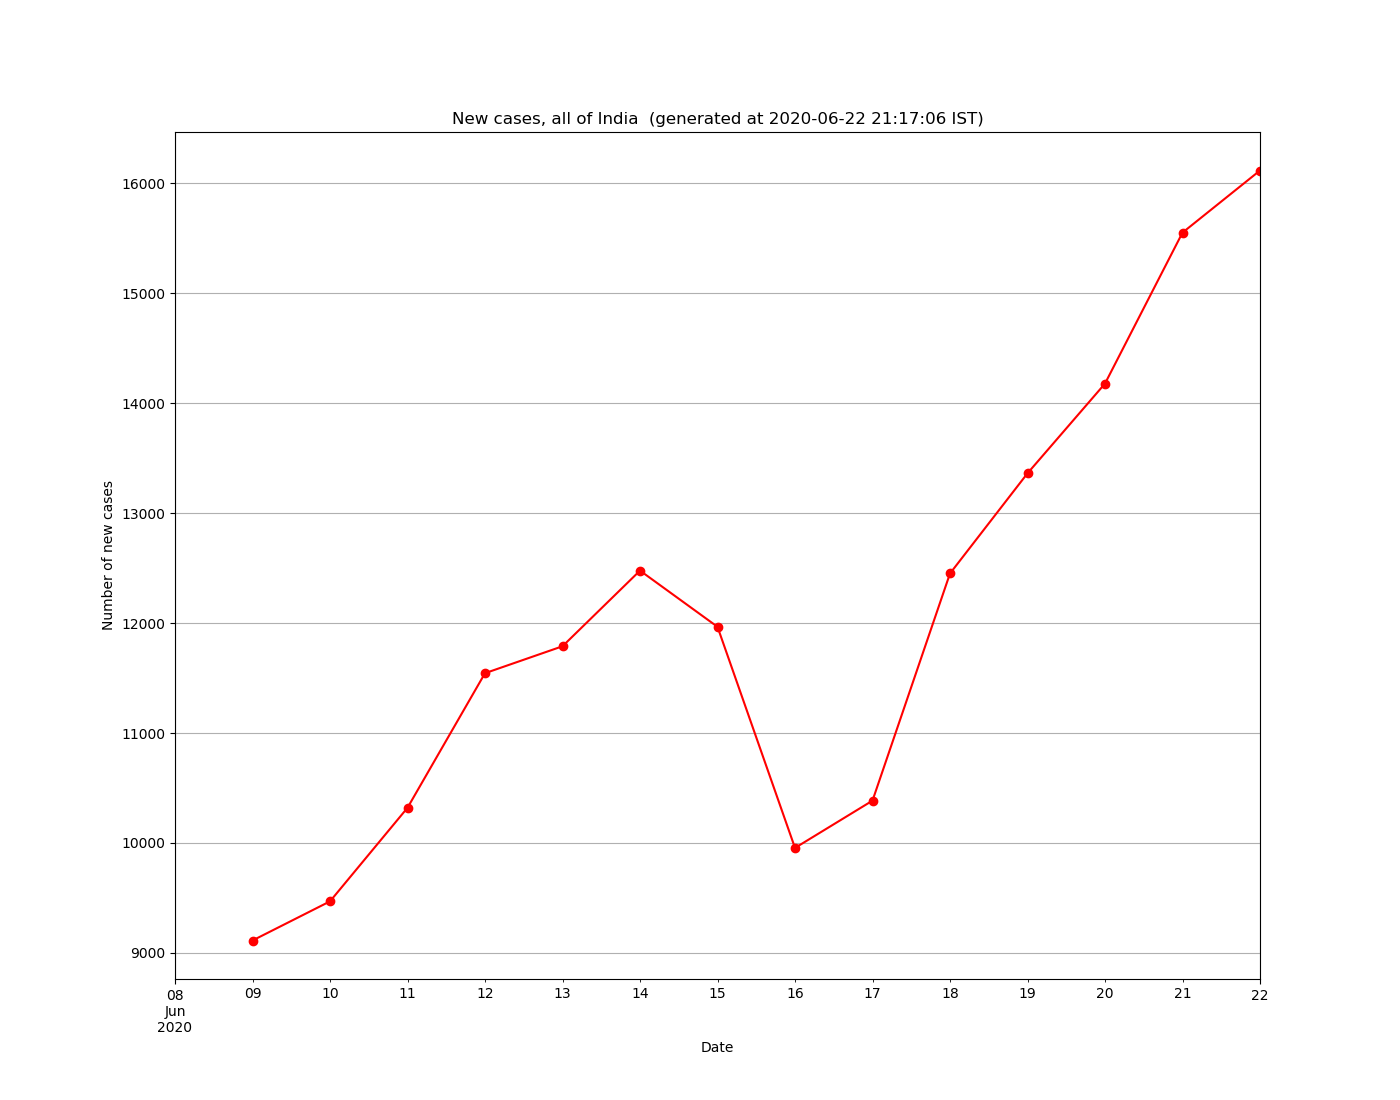 New cases, all of India  (generated at 2020-06-22 21:17:06 IST)
16000
15000
14000
13000
12000
11000
10000
9000
Number of new cases
08 09 10 11 12 13 14 15 16 17 18 19 20 21 22
Jun
2020
Date